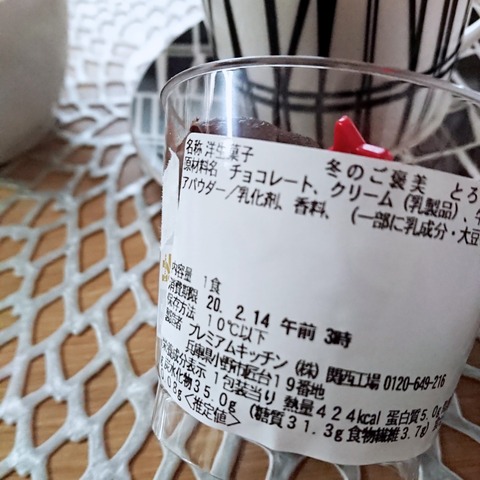 名称 洋生菓子 冬のご褒美 とろ
原材料名 チョコレート、クリーム（乳製品）、
アパウダー/乳化剤、香料、（一部に乳成分・大豆
内容量 1食
消費期限 20. 2.14 午前 3時
保存方法 10℃以下
製造者 プレミアムキッチン（株）関西工場 0120-649-216
兵庫県小野市匠台19番地
栄養成分表示 1包装当り 熱量424kcal 蛋白質5.0g
炭水化物35.0g（糖質31.3g 食物繊維3.7g）
08g〈推定値〉